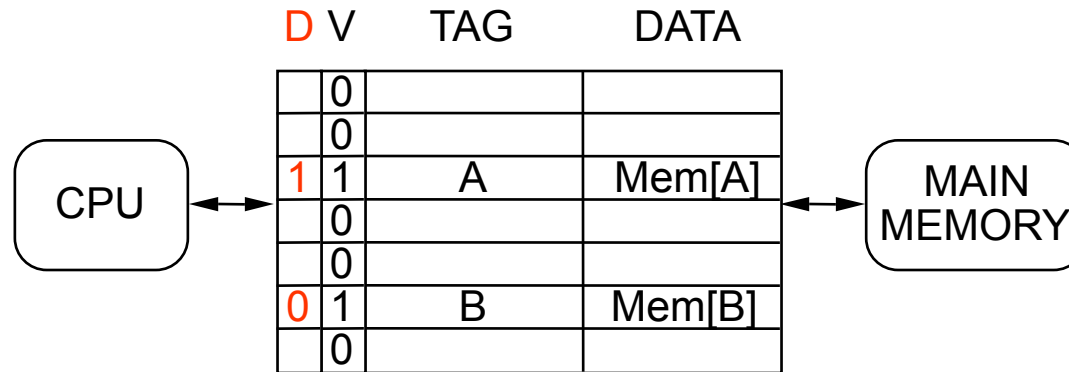 D V TAG DATA
0
0
1 1 A Mem[A]
0
0
0 1 B Mem[B]
0
CPU
MAIN
MEMORY